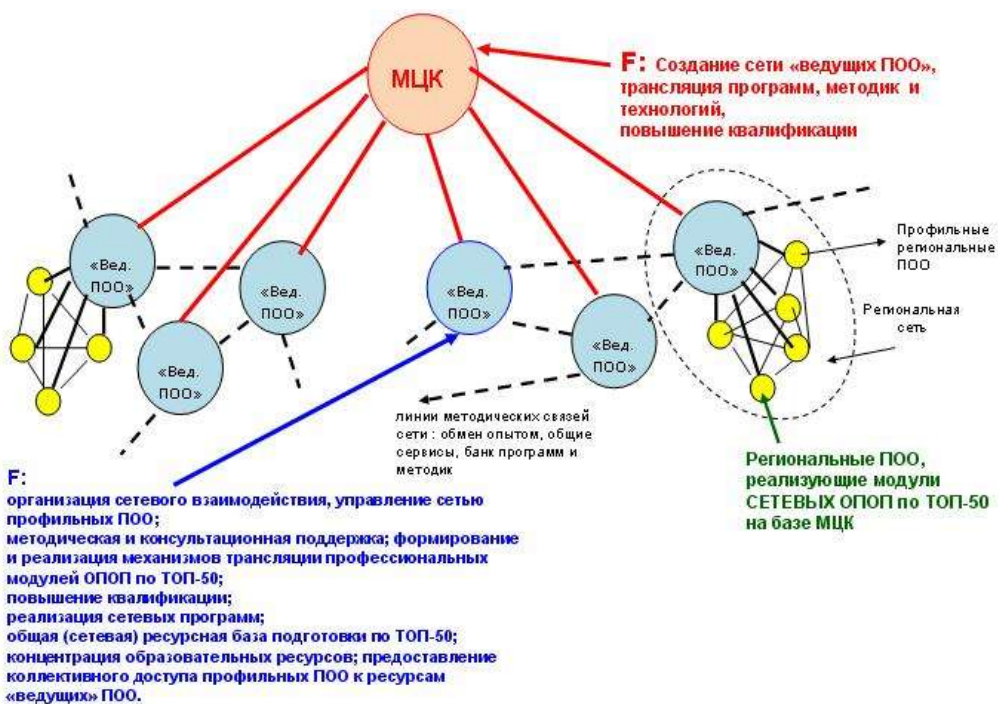 МЦК
F: Создание сети «ведущих ПОО»,
трансляция программ, методик и
технологий,
повышение квалификации
«Вед.
ПОО»
«Вед.
ПОО»
«Вед.
ПОО»
«Вед.
ПОО»
«Вед.
ПОО»
«Вед.
ПОО»
Профильные
региональные
ПОО
Региональная
сеть
линии методических связей
сети : обмен опытом, общие
сервисы, банк программ и
методик
Региональные ПОО,
реализующие модули
СЕТЕВЫХ ОПОП по ТОП-50
на базе МЦК
F:
организация сетевого взаимодействия, управление сетью
профильных ПОО;
методическая и консультационная поддержка; формирование
и реализация механизмов трансляции профессиональных
модулей ОПОП по ТОП-50;
повышение квалификации;
реализация сетевых программ;
общая (сетевая) ресурсная база подготовки по ТОП-50;
концентрация образовательных ресурсов; предоставление
коллективного доступа профильных ПОО к ресурсам
«ведущих» ПОО.